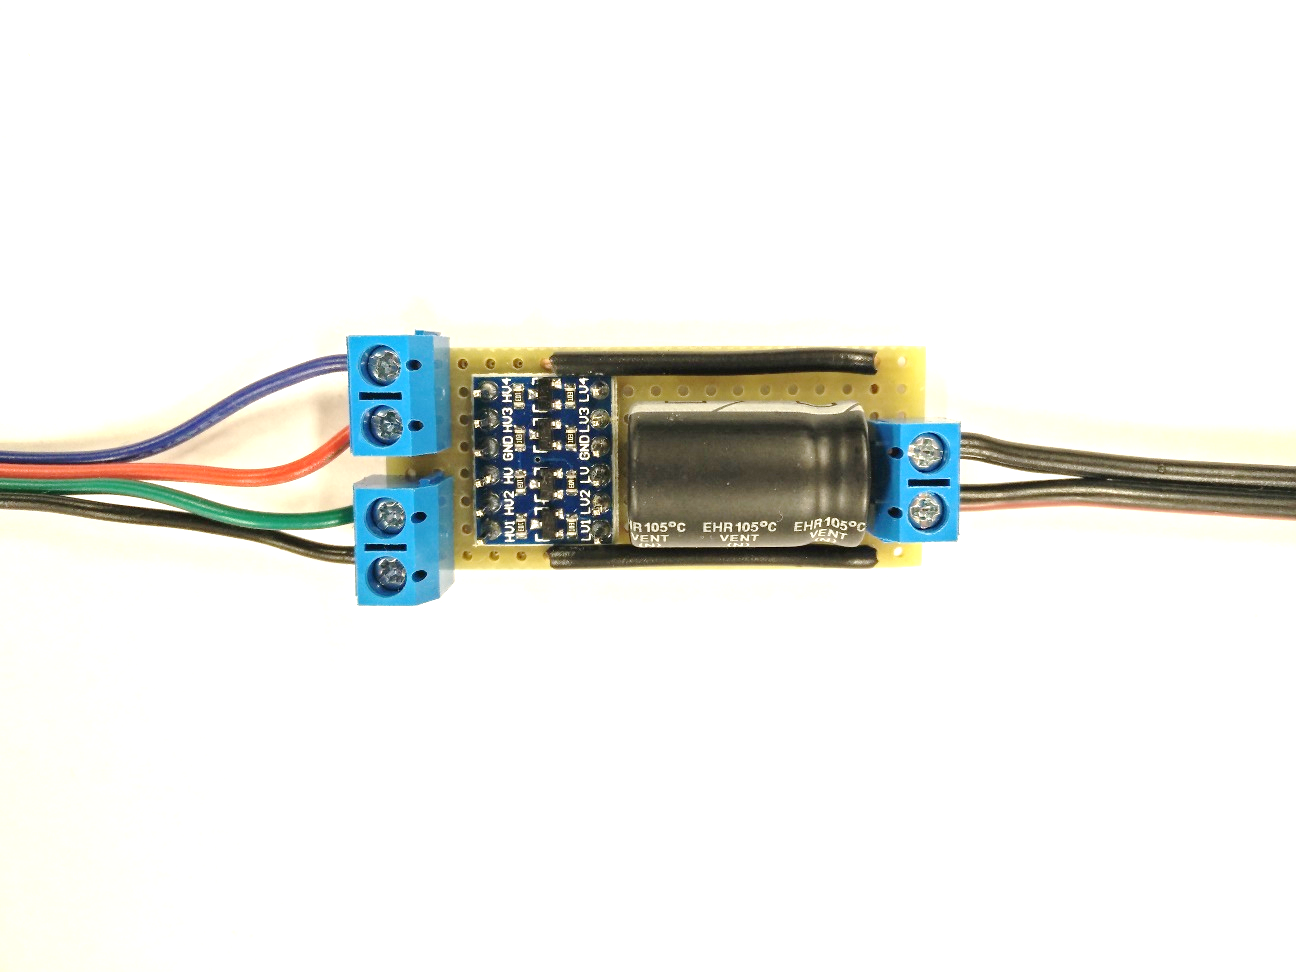 HV4
HV3
GND
HV
HV2
HV1
LV4
LV3
GND
LV
LV2
LV1
IR 105°C
VENT
(N)
EHR 105°C
VENT
(N)
EHR 105°C
VENT
(N)